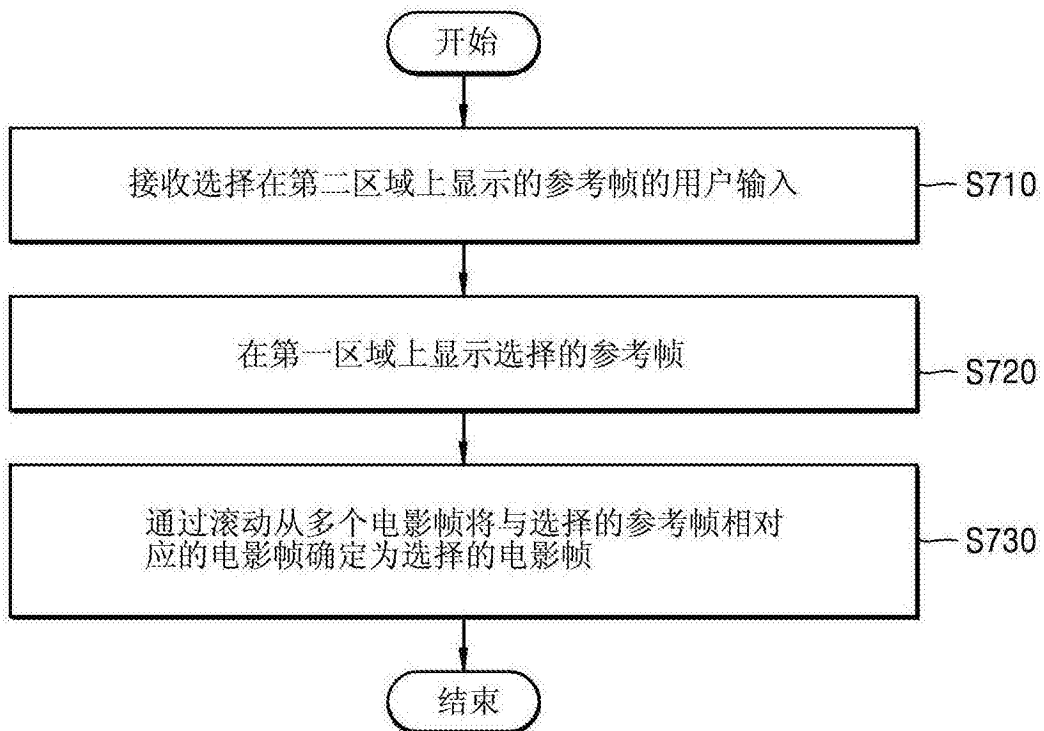 开始
接收选择在第二区域上显示的参考帧的用户输入
S710
在第一区域上显示选择的参考帧
S720
通过滚动从多个电影帧将与选择的参考帧相对
应的电影帧确定为选择的电影帧
S730
结束